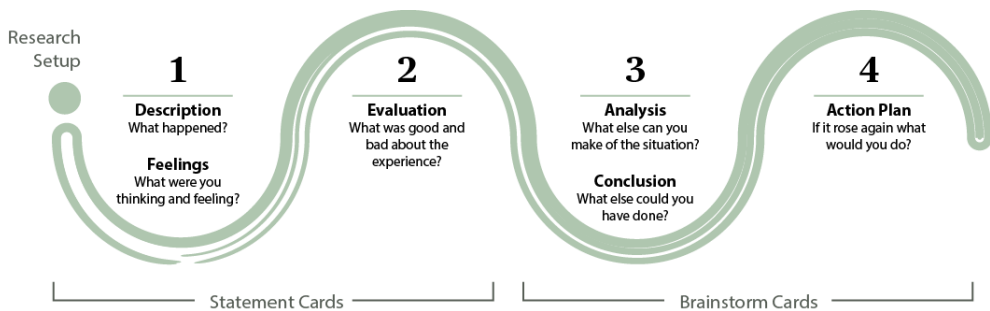 Research
Setup
1
Description
What happened?
Feelings
What were you
thinking and feeling?
2
Evaluation
What was good and
bad about the
experience?
3
Analysis
What else can you
make of the situation?
Conclusion
What else could you
have done?
4
Action Plan
If it rose again what
would you do?
Statement Cards
Brainstorm Cards